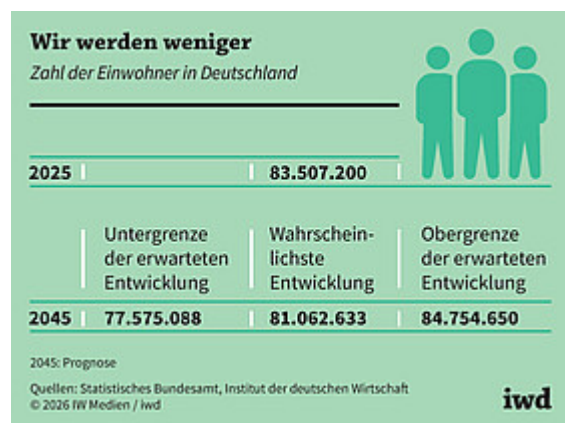 Wir werden weniger
Zahl der Einwohner in Deutschland
2025 83.507.200
Untergrenze der erwarteten Entwicklung
Wahrschein-lichste Entwicklung
Obergrenze der erwarteten Entwicklung
2045 77.575.088 81.062.633 84.754.650
2045: Prognose
Quellen: Statistisches Bundesamt, Institut der deutschen Wirtschaft
© 2026 IW Medien / iwd
iwd